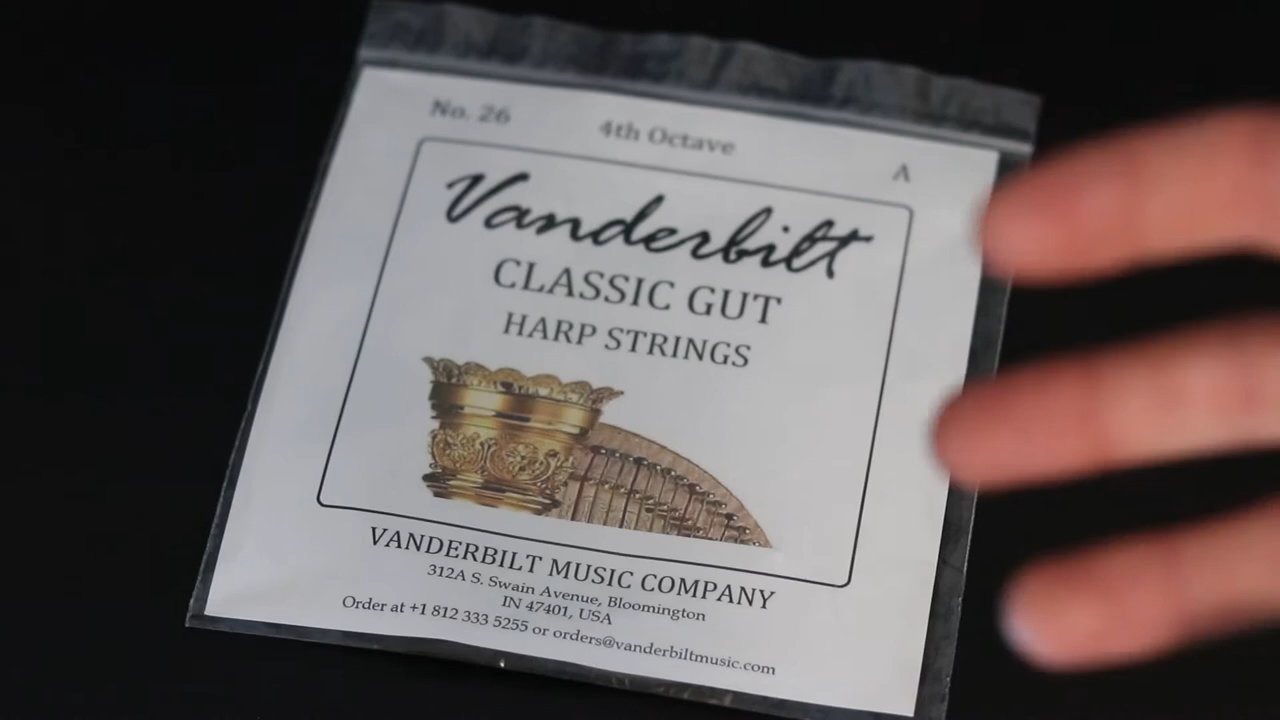 No. 26 4th Octave A
Vanderbilt
CLASSIC GUT
HARP STRINGS
VANDERBILT MUSIC COMPANY
312A S. Swain Avenue, Bloomington
IN 47401, USA
Order at +1 812 333 5255 or orders@vanderbiltmusic.com